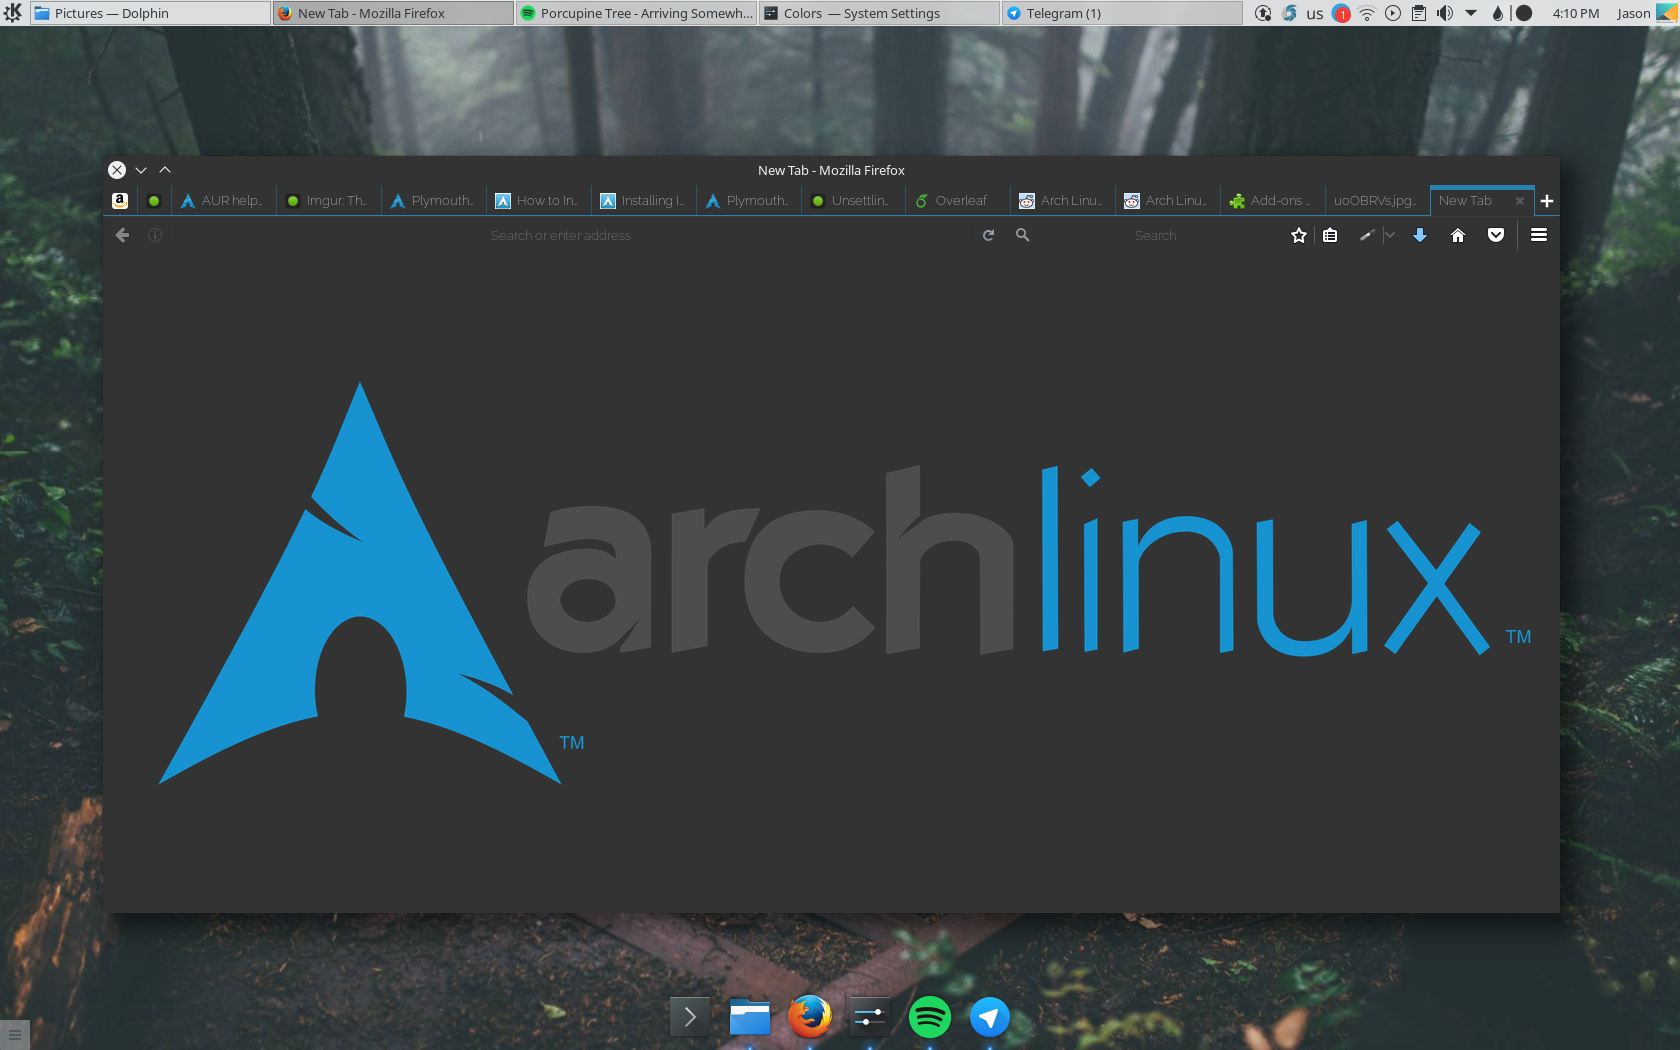 Pictures — Dolphin
New Tab - Mozilla Firefox
Porcupine Tree - Arriving Somewh...
Colors — System Settings
Telegram (1)
us
1
4:10 PM
Jason
New Tab - Mozilla Firefox
AUR help...
Imgur: Th...
Plymouth...
How to In...
Installing I...
Plymouth...
Unsettlin...
Overleaf
Arch Linu...
Arch Linu...
Add-ons ...
uoOBRVs.jpg...
New Tab
Search or enter address
Search
archlinux TM
TM